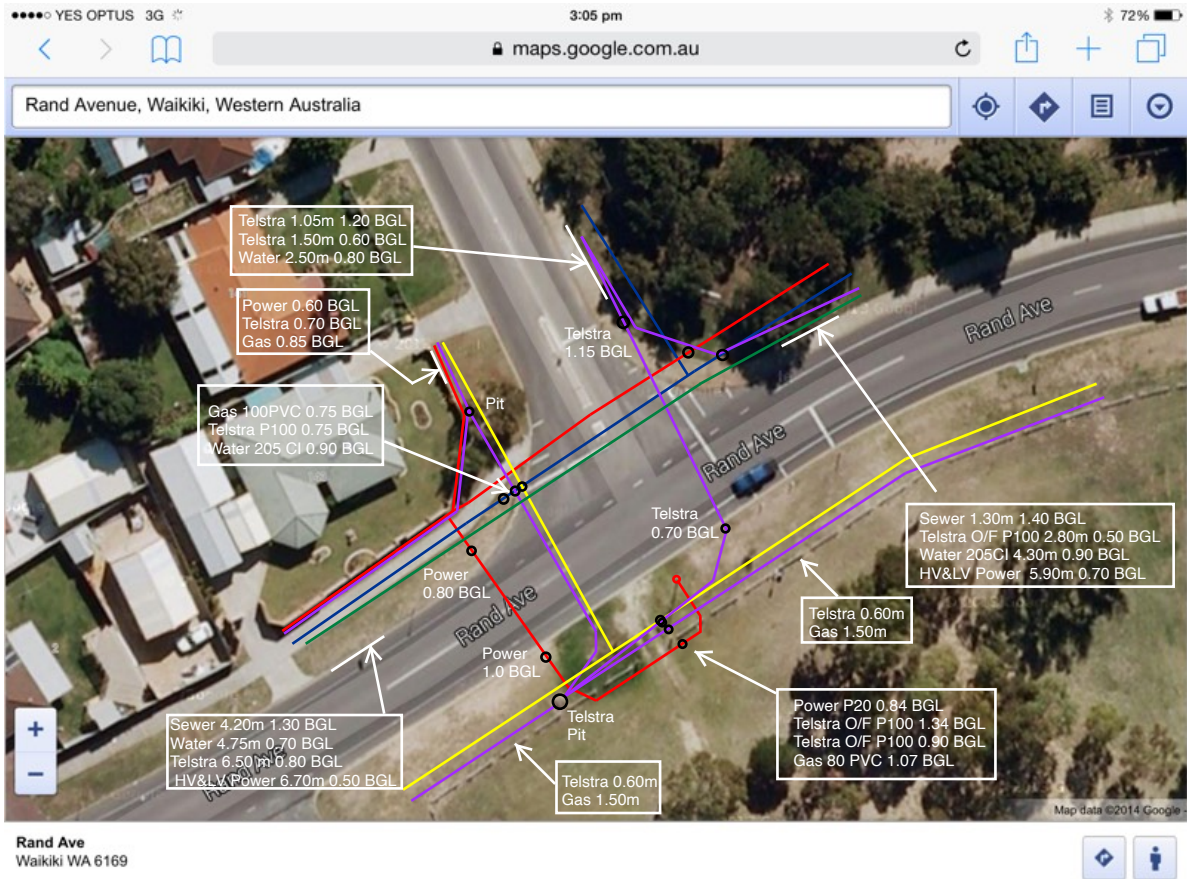 YES OPTUS 3G
3:05 pm
72%
maps.google.com.au
Rand Avenue, Waikiki, Western Australia
Telstra 1.05m 1.20 BGL
Telstra 1.50m 0.60 BGL
Water 2.50m 0.80 BGL
Power 0.60 BGL
Telstra 0.70 BGL
Gas 0.85 BGL
Telstra
1.15 BGL
Rand Ave
Gas 100PVC 0.75 BGL
Telstra P100 0.75 BGL
Water 205 CI 0.90 BGL
Pit
Rand Ave
Telstra
0.70 BGL
Sewer 1.30m 1.40 BGL
Telstra O/F P100 2.80m 0.50 BGL
Water 205CI 4.30m 0.90 BGL
HV&LV Power 5.90m 0.70 BGL
Power
0.80 BGL
Rand Ave
Telstra 0.60m
Gas 1.50m
Power
1.0 BGL
Telstra
Pit
Power P20 0.84 BGL
Telstra O/F P100 1.34 BGL
Telstra O/F P100 0.90 BGL
Gas 80 PVC 1.07 BGL
Sewer 4.20m 1.30 BGL
Water 4.75m 0.70 BGL
Telstra 6.50m 0.80 BGL
HV&LV Power 6.70m 0.50 BGL
Rand Ave
Telstra 0.60m
Gas 1.50m
+
−
Map data ©2014 Google -
Rand Ave
Waikiki WA 6169